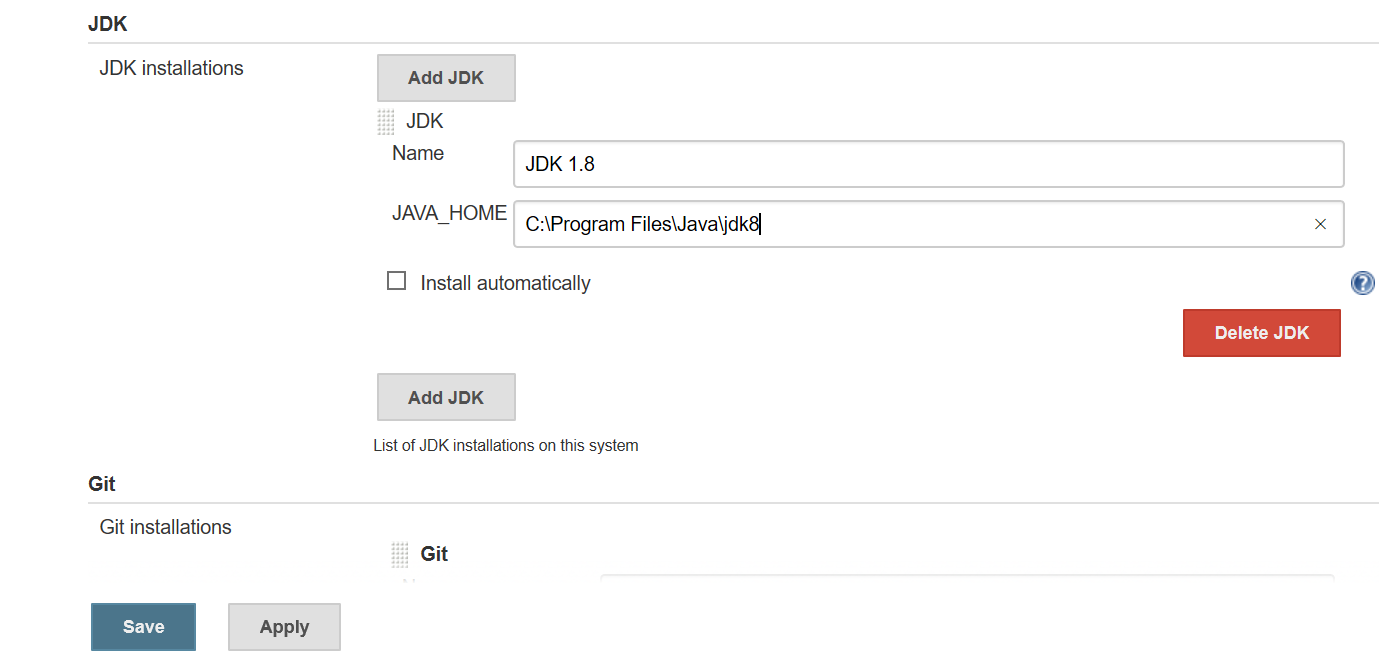 JDK
JDK installations
Add JDK
JDK
Name
JDK 1.8
JAVA_HOME
C:\Program Files\Java\jdk8
Install automatically
?
Delete JDK
Add JDK
List of JDK installations on this system
Git
Git installations
Git
Save
Apply